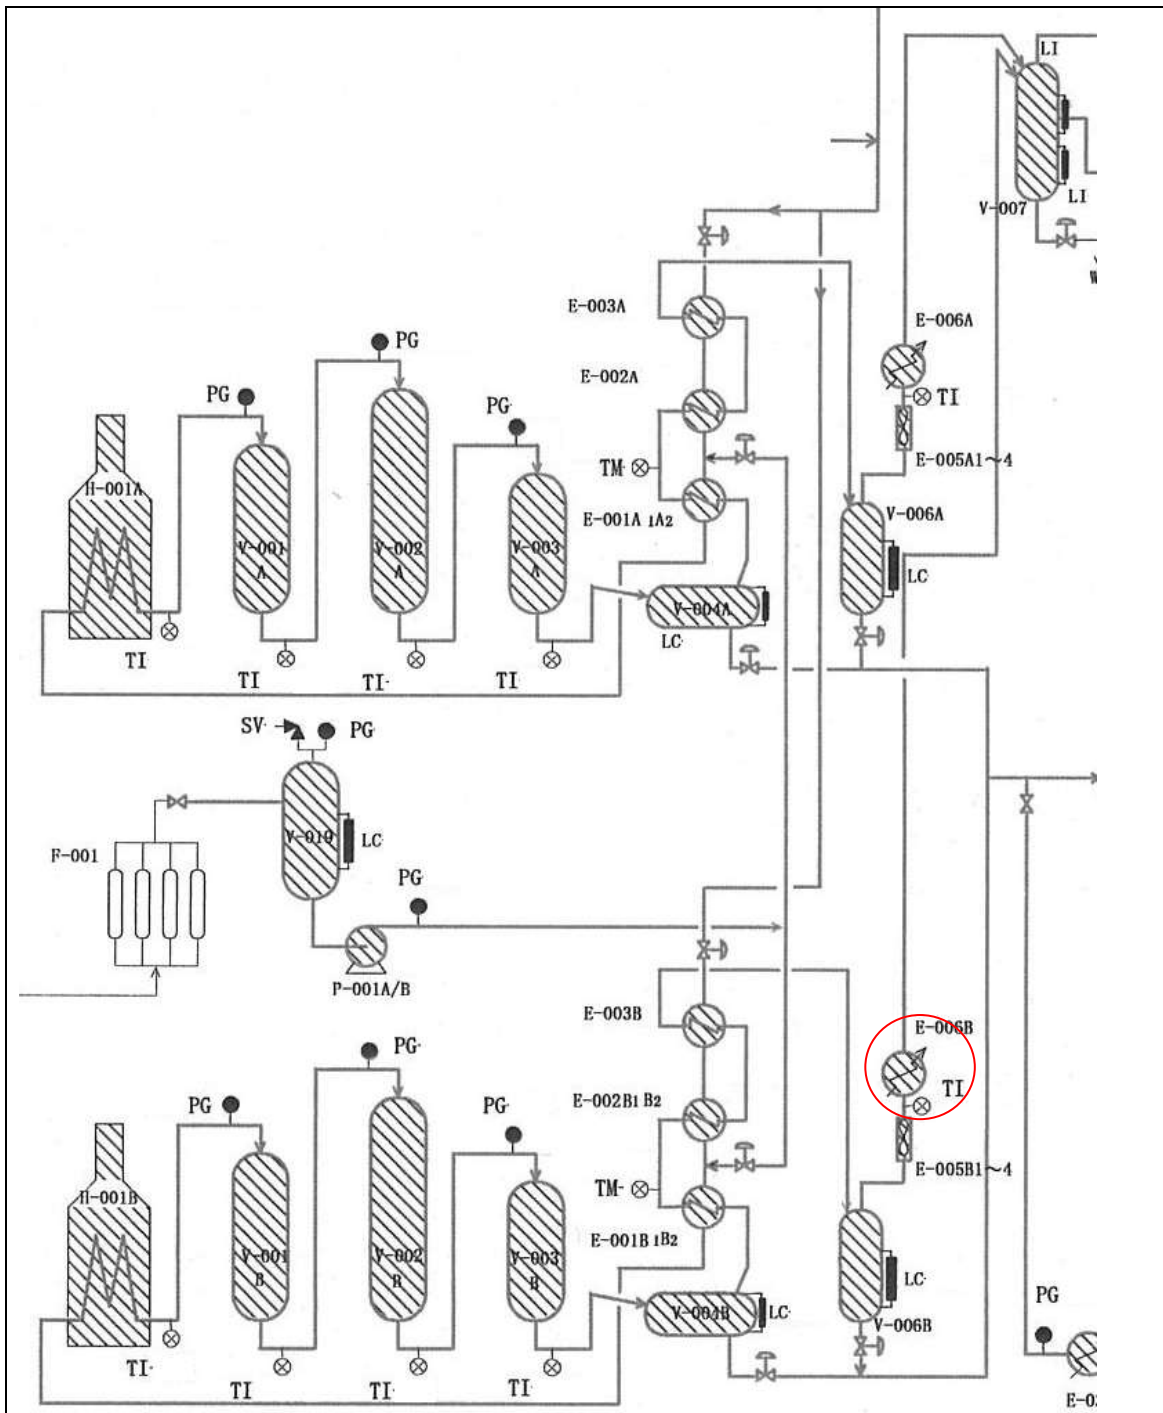 LI
LI
V-007
E-003A
E-006A
PG
E-002A
PG
TI
PG
E-005A1~4
TM
H-001A
E-001A 1A2
V-006A
V-001
A
V-002
A
V-003
A
LC
V-004A
LC
TI
TI
TI
TI
SV
PG
V-019
LC
F-001
PG
P-001A/B
E-003B
E-006B
PG
TI
E-002B1 B2
PG
PG
E-005B1~4
TM
H-001B
E-001B 1B2
V-001
B
V-002
B
V-003
B
LC
PG
V-004B
LC
V-006B
TI
TI
TI
TI